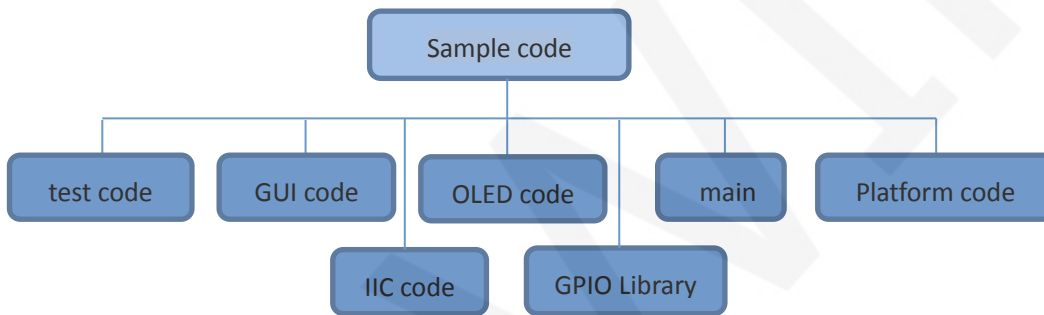 Sample code
test code
GUI code
OLED code
main
Platform code
IIC code
GPIO Library